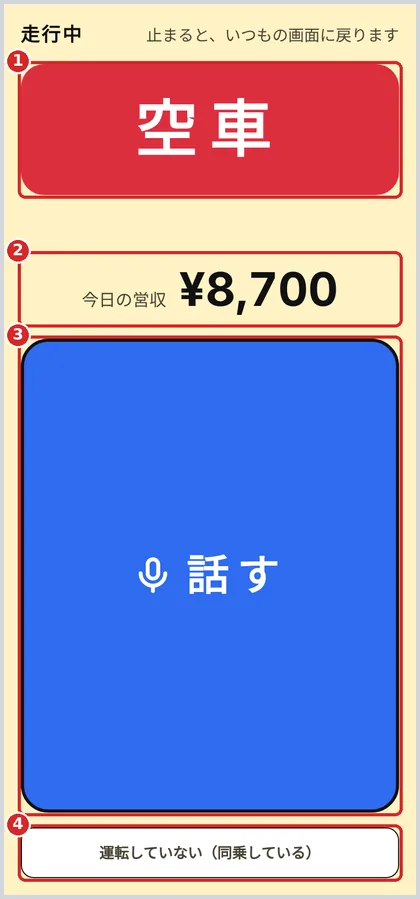 走行中 止まると、いつもの画面に戻ります
1
空車
2
今日の営収 ¥8,700
3
話す
4
運転していない（同乗している）